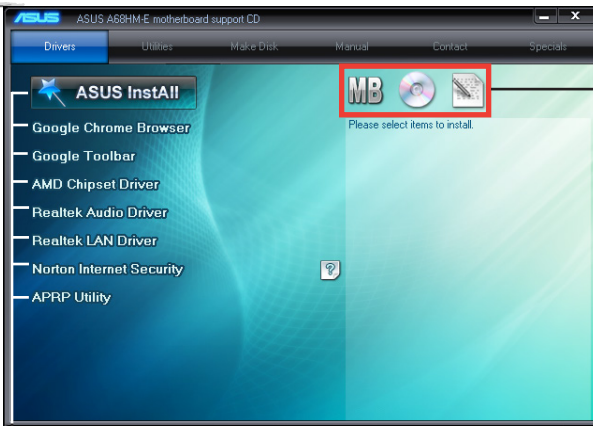 ASUS ASUS A68HM-E motherboard support CD
Drivers Utilities Make Disk Manual Contact Specials
ASUS InstAll
MB
Please select items to install.
Google Chrome Browser
Google Toolbar
AMD Chipset Driver
Realtek Audio Driver
Realtek LAN Driver
Norton Internet Security
?
APRP Utility